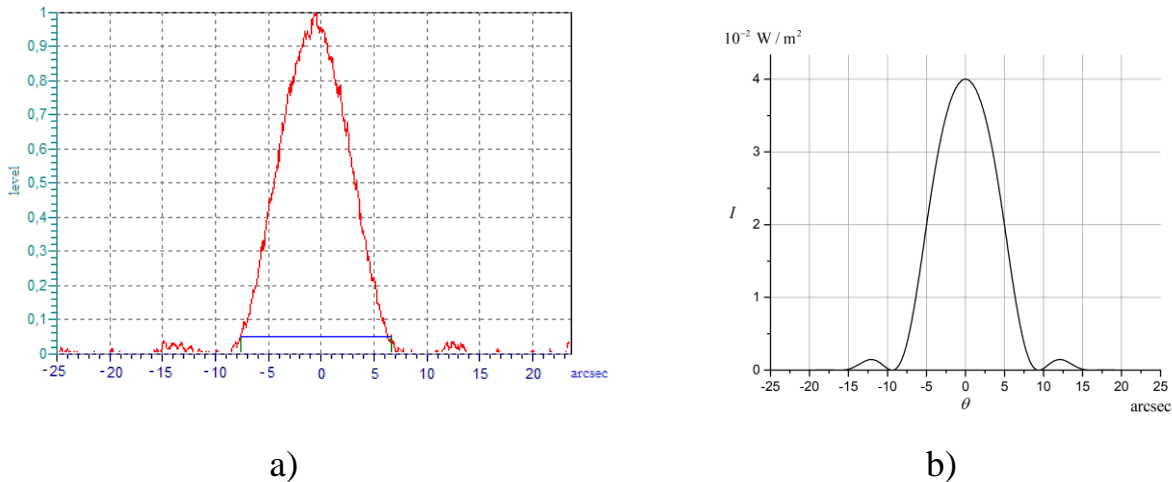 1
0,9
0,8
0,7
0,6
0,5
0,4
0,3
0,2
0,1
0
level
-25 -20 -15 -10 -5 0 5 10 15 20 arcsec
a)
10⁻² W / m²
4
3
I
2
1
0
-25 -20 -15 -10 -5 0 5 10 15 20 25
θ
arcsec
b)